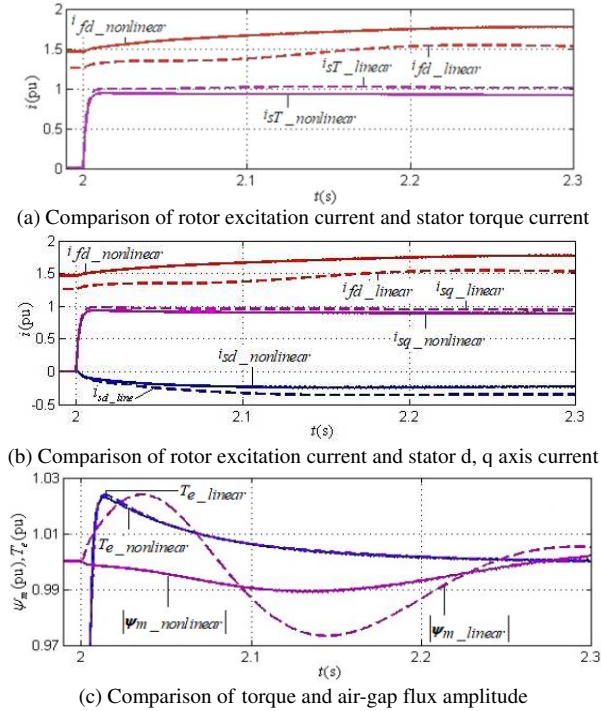 2
1.5
1
0.5
0
i(pu)
i fd_nonlinear
i sT_linear
i fd_linear
i sT_nonlinear
2
2.1
2.2
2.3
t(s)
(a) Comparison of rotor excitation current and stator torque current
2
1.5
1
0.5
0
-0.5
i(pu)
i fd_nonlinear
i fd_linear
i sq_linear
i sd_nonlinear
i sq_nonlinear
i sd_line
2
2.1
2.2
2.3
t(s)
(b) Comparison of rotor excitation current and stator d, q axis current
1.03
1.01
0.99
0.97
Ψm (pu), Te (pu)
Te_linear
Te_nonlinear
|Ψm_nonlinear|
|Ψm_linear|
2
2.1
2.2
2.3
t(s)
(c) Comparison of torque and air-gap flux amplitude